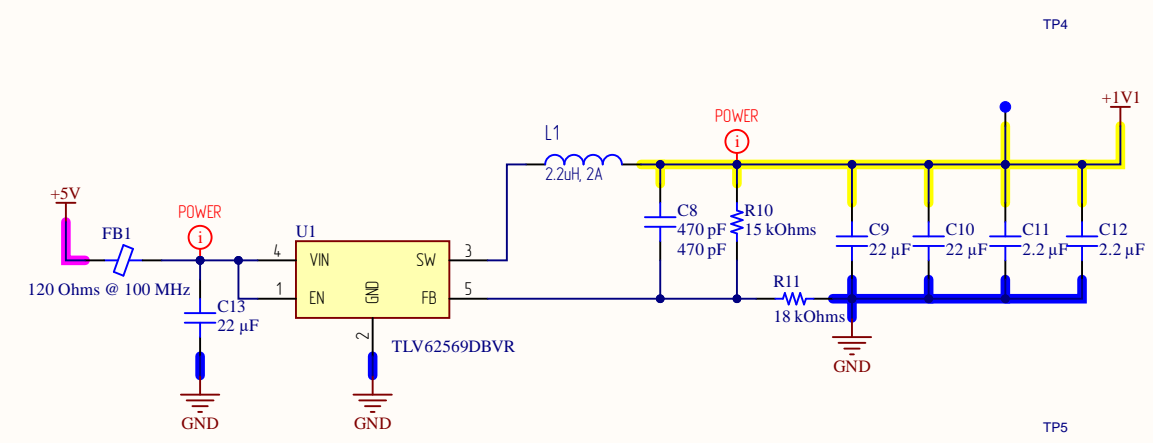 TP4
+1V1
POWER
L1
2.2uH, 2A
+5V
POWER
FB1
120 Ohms @ 100 MHz
U1
4
VIN
SW
3
1
EN
GND
FB
5
2
TLV62569DBVR
C13
22 µF
C8
470 pF
470 pF
R10
15 kOhms
C9
22 µF
C10
22 µF
C11
2.2 µF
C12
2.2 µF
R11
18 kOhms
GND
GND
GND
TP5
i
i